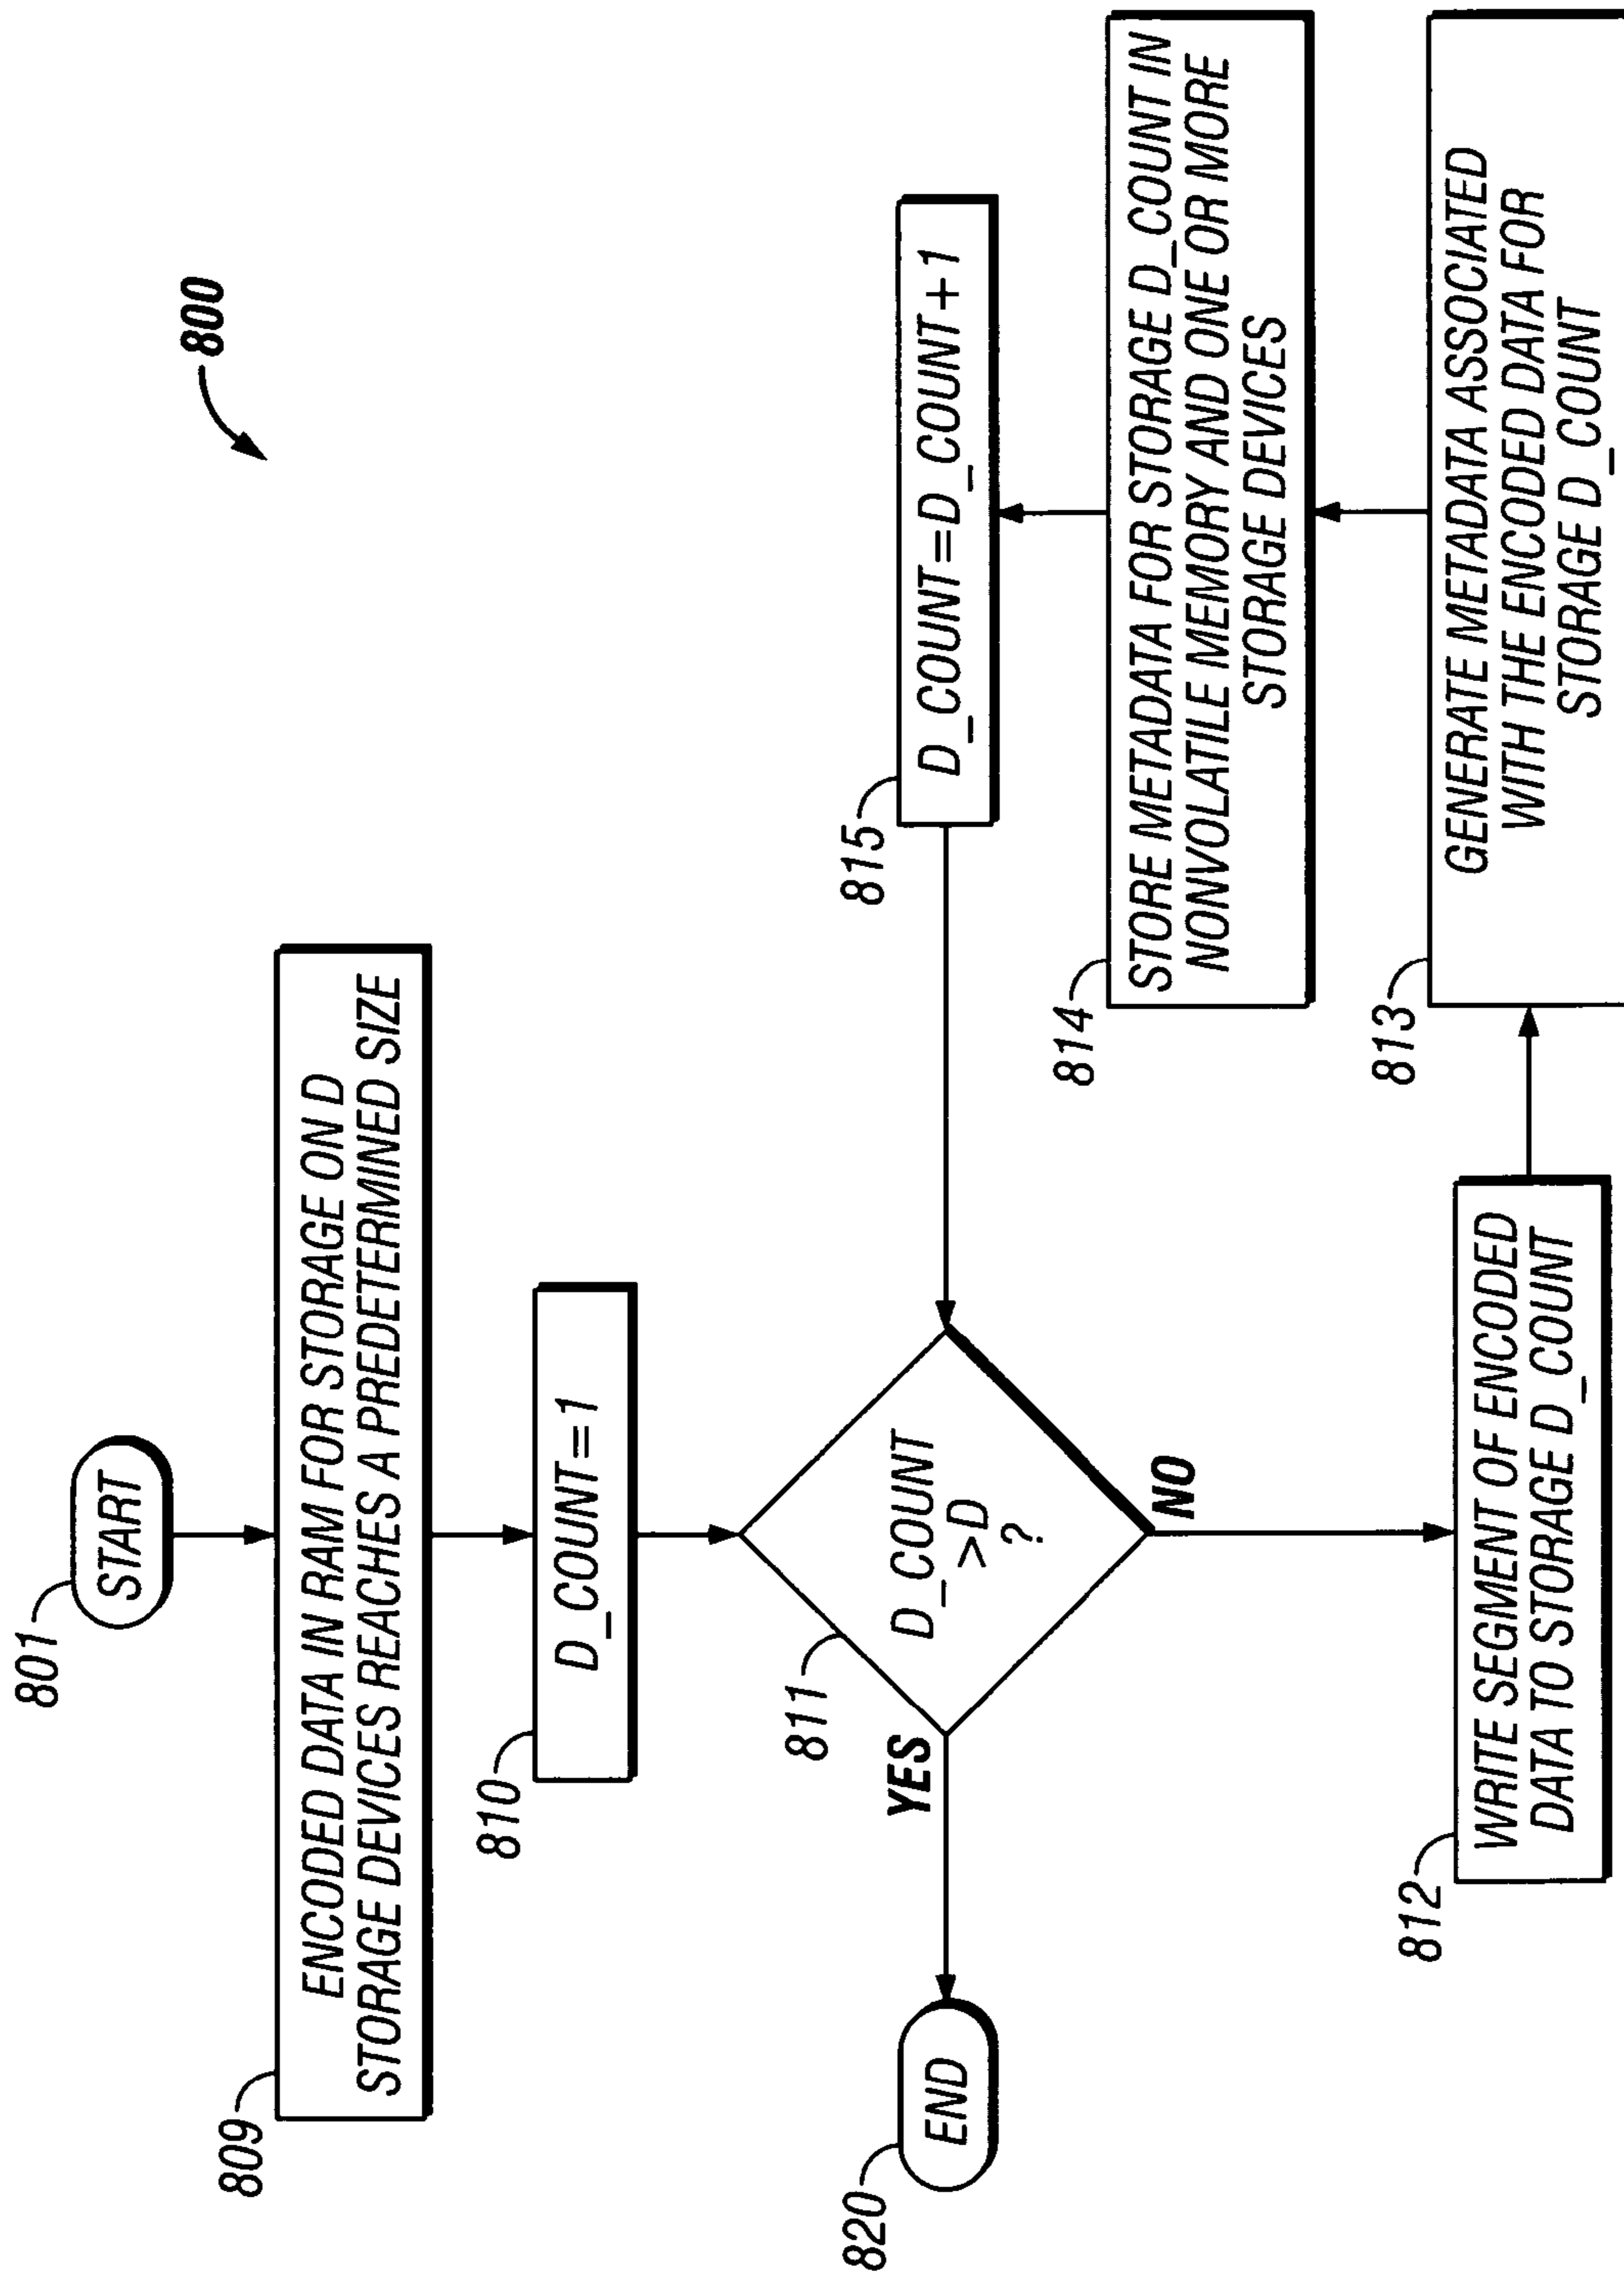 800
801
START
809
ENCODED DATA IN RAM FOR STORAGE ON D
STORAGE DEVICES REACHES A PREDETERMINED SIZE
810
D_COUNT=1
811
D_COUNT
>D
?
YES
NO
820
END
812
WRITE SEGMENT OF ENCODED
DATA TO STORAGE D_COUNT
813
GENERATE METADATA ASSOCIATED
WITH THE ENCODED DATA FOR
STORAGE D_COUNT
814
STORE METADATA FOR STORAGE D_COUNT IN
NONVOLATILE MEMORY AND ONE OR MORE
STORAGE DEVICES
815
D_COUNT=D_COUNT+1